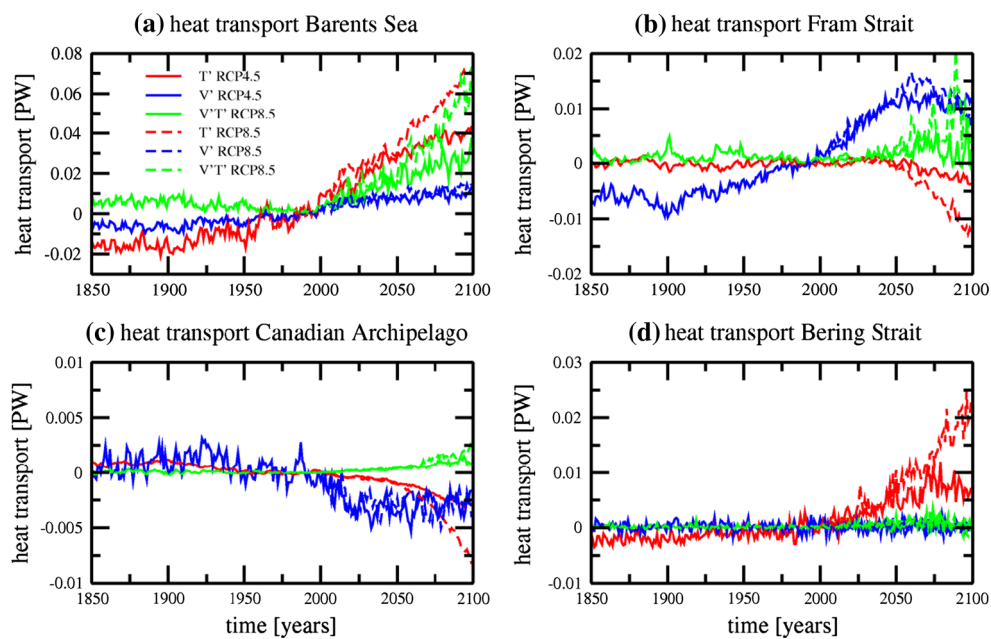 (a) heat transport Barents Sea
heat transport [PW]
0.08
0.06
0.04
0.02
0
-0.02
T' RCP4.5
V' RCP4.5
V'T' RCP8.5
T' RCP8.5
V' RCP8.5
V'T' RCP8.5
1850 1900 1950 2000 2050 2100
(b) heat transport Fram Strait
heat transport [PW]
0.02
0.01
0
-0.01
-0.02
1850 1900 1950 2000 2050 2100
(c) heat transport Canadian Archipelago
heat transport [PW]
0.01
0.005
0
-0.005
-0.01
1850 1900 1950 2000 2050 2100
time [years]
(d) heat transport Bering Strait
heat transport [PW]
0.03
0.02
0.01
0
-0.01
1850 1900 1950 2000 2050 2100
time [years]